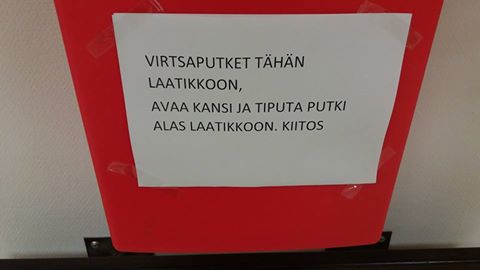 VIRTSAPUTKET TÄHÄN
LAATIKKOON,
AVAA KANSI JA TIPUTA PUTKI
ALAS LAATIKKOON. KIITOS